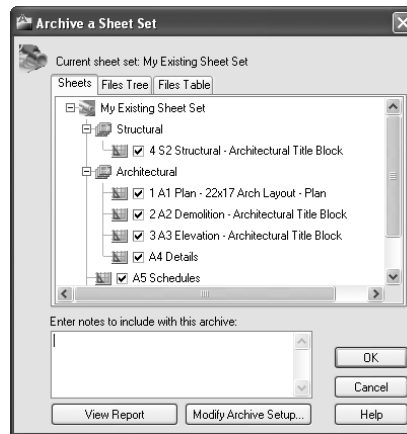 Archive a Sheet Set
Current sheet set: My Existing Sheet Set
Sheets Files Tree Files Table
My Existing Sheet Set
Structural
4 S2 Structural - Architectural Title Block
Architectural
1 A1 Plan - 22x17 Arch Layout - Plan
2 A2 Demolition - Architectural Title Block
3 A3 Elevation - Architectural Title Block
A4 Details
A5 Schedules
Enter notes to include with this archive:
OK
Cancel
View Report Modify Archive Setup... Help